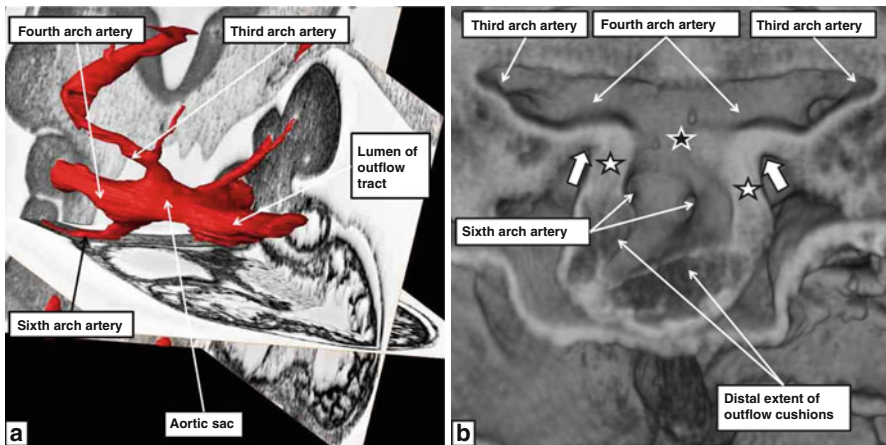 Fourth arch artery
Third arch artery
Lumen of
outflow
tract
Sixth arch artery
Aortic sac
a
Third arch artery
Fourth arch artery
Third arch artery
Sixth arch artery
Distal extent of
outflow cushions
b